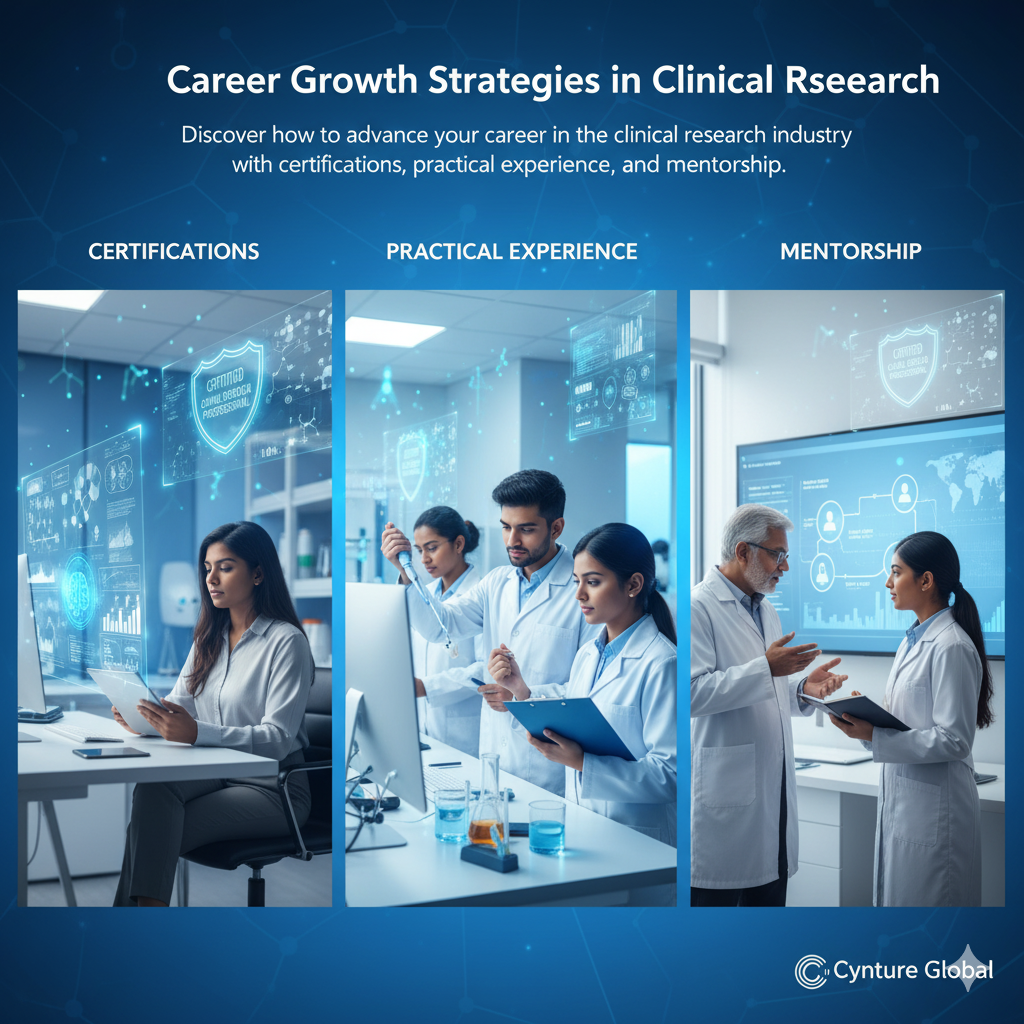 Career Growth Strategies in Clinical Rseearch
Discover how to advance your career in the clinical research industry
with certifications, practical experience, and mentorship.
CERTIFICATIONS
PRACTICAL EXPERIENCE
MENTORSHIP
Cynture Global